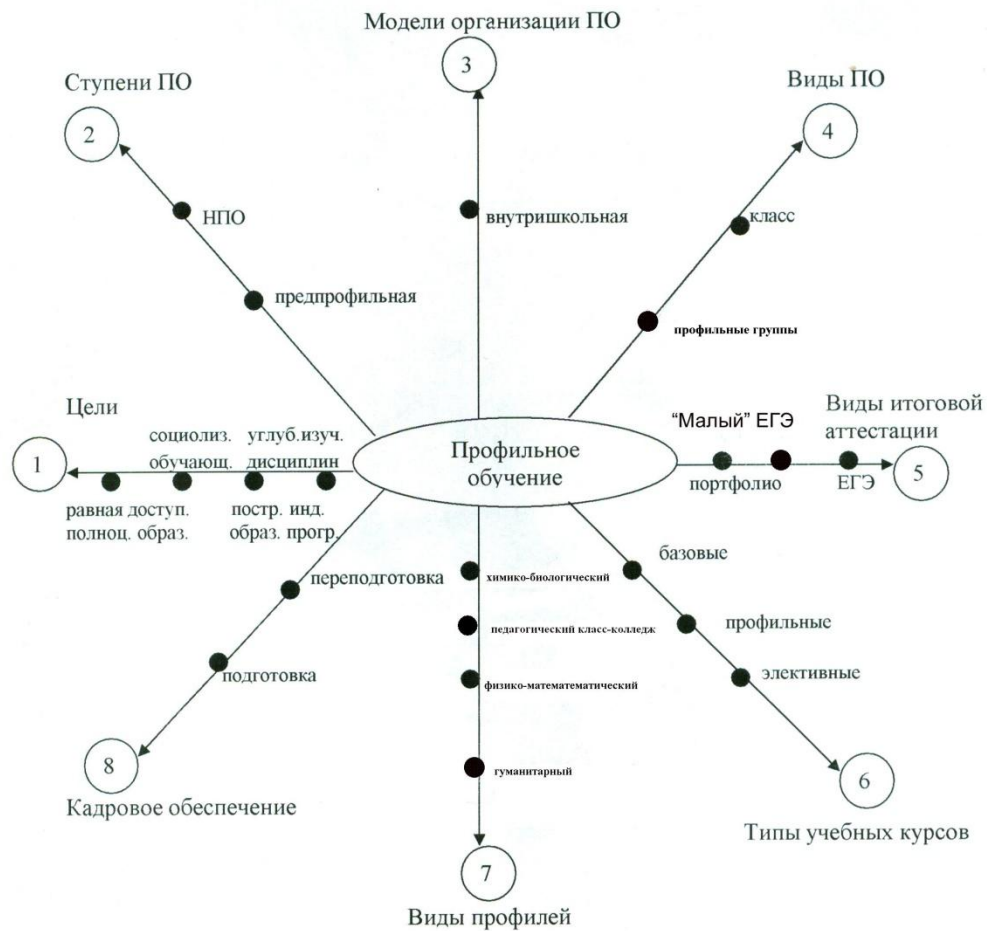 Модели организации ПО
3
Ступени ПО
2
Виды ПО
4
НПО
внутришкольная
класс
предпрофильная
профильные группы
Цели
1
социолиз.
обучающ.
углуб.изуч.
дисциплин
равная доступ.
полноц. образ.
постр. инд.
образ. прогр.
Профильное
обучение
“Малый” ЕГЭ
портфолио
ЕГЭ
Виды итоговой
аттестации
5
переподготовка
подготовка
8
Кадровое обеспечение
химико-биологический
педагогический класс-колледж
физико-математематический
гуманитарный
7
Виды профилей
базовые
профильные
элективные
6
Типы учебных курсов